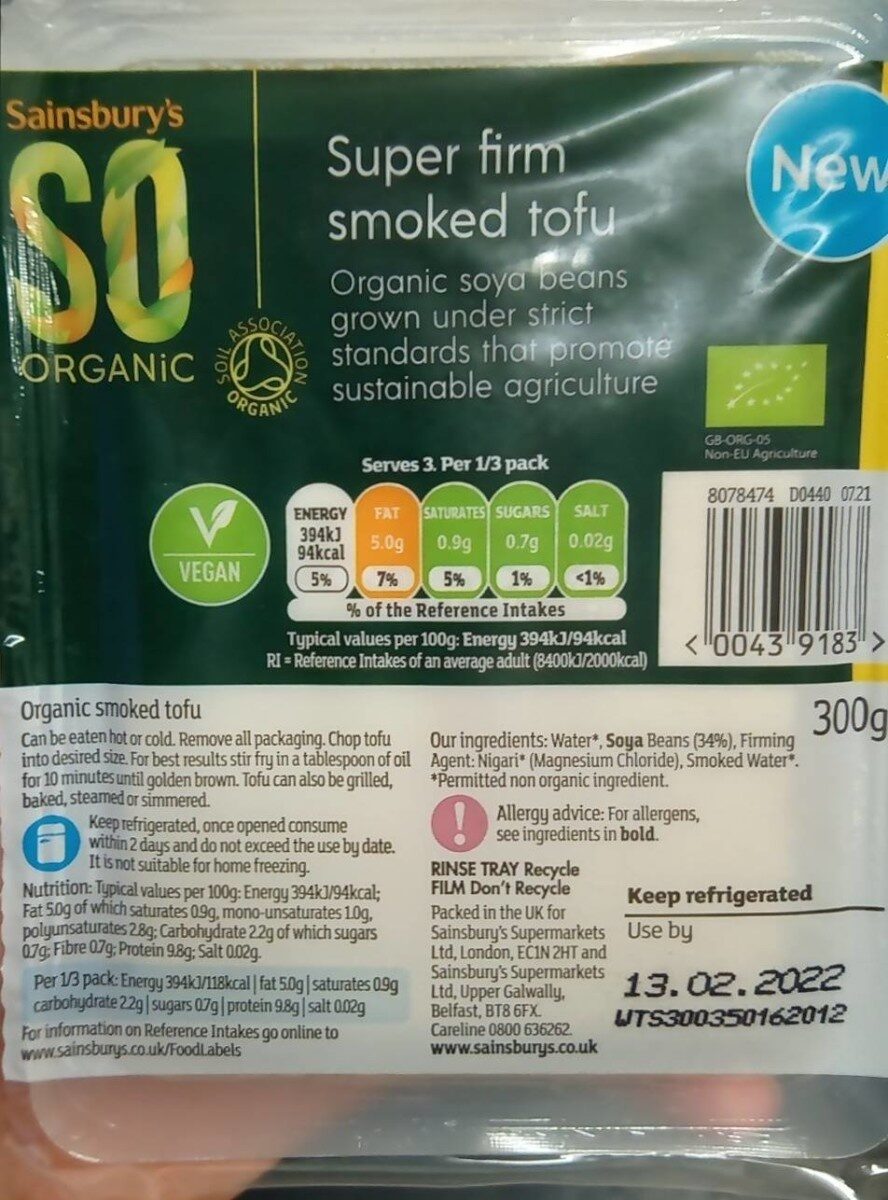 Sainsbury's
SO
ORGANiC
SOIL ASSOCIATION
ORGANIC
Super firm
smoked tofu
Organic soya beans
grown under strict
standards that promote
sustainable agriculture
New
GB-ORG-05
Non-EU Agriculture
Serves 3. Per 1/3 pack
V
VEGAN
ENERGY FAT SATURATES SUGARS SALT
394kJ
94kcal 5.0g 0.9g 0.7g 0.02g
5% 7% 5% 1% <1%
% of the Reference Intakes
Typical values per 100g: Energy 394kJ/94kcal
RI = Reference Intakes of an average adult (8400kJ/2000kcal)
8078474 D0440 0721
< 0043 9183 >
300g
Organic smoked tofu
Can be eaten hot or cold. Remove all packaging. Chop tofu
into desired size. For best results stir fry in a tablespoon of oil
for 10 minutes until golden brown. Tofu can also be grilled,
baked, steamed or simmered.
Keep refrigerated, once opened consume
within 2 days and do not exceed the use by date.
It is not suitable for home freezing.
Nutrition: Typical values per 100g: Energy 394kJ/94kcal;
Fat 5.0g of which saturates 0.9g, mono-unsaturates 1.0g,
polyunsaturates 2.8g; Carbohydrate 2.2g of which sugars
0.7g; Fibre 0.7g; Protein 9.8g; Salt 0.02g.
Per 1/3 pack: Energy 394kJ/118kcal | fat 5.0g | saturates 0.9g
carbohydrate 2.2g | sugars 0.7g | protein 9.8g | salt 0.02g
For information on Reference Intakes go online to
www.sainsburys.co.uk/FoodLabels
Our ingredients: Water*, Soya Beans (34%), Firming
Agent: Nigari* (Magnesium Chloride), Smoked Water*.
*Permitted non organic ingredient.
!
Allergy advice: For allergens,
see ingredients in bold.
RINSE TRAY Recycle
FILM Don't Recycle
Packed in the UK for
Sainsbury's Supermarkets
Ltd, London, EC1N 2HT and
Sainsbury's Supermarkets
Ltd, Upper Galwally,
Belfast, BT8 6FX.
Careline 0800 636262.
www.sainsburys.co.uk
Keep refrigerated
Use by
13.02.2022
WTS300350162012